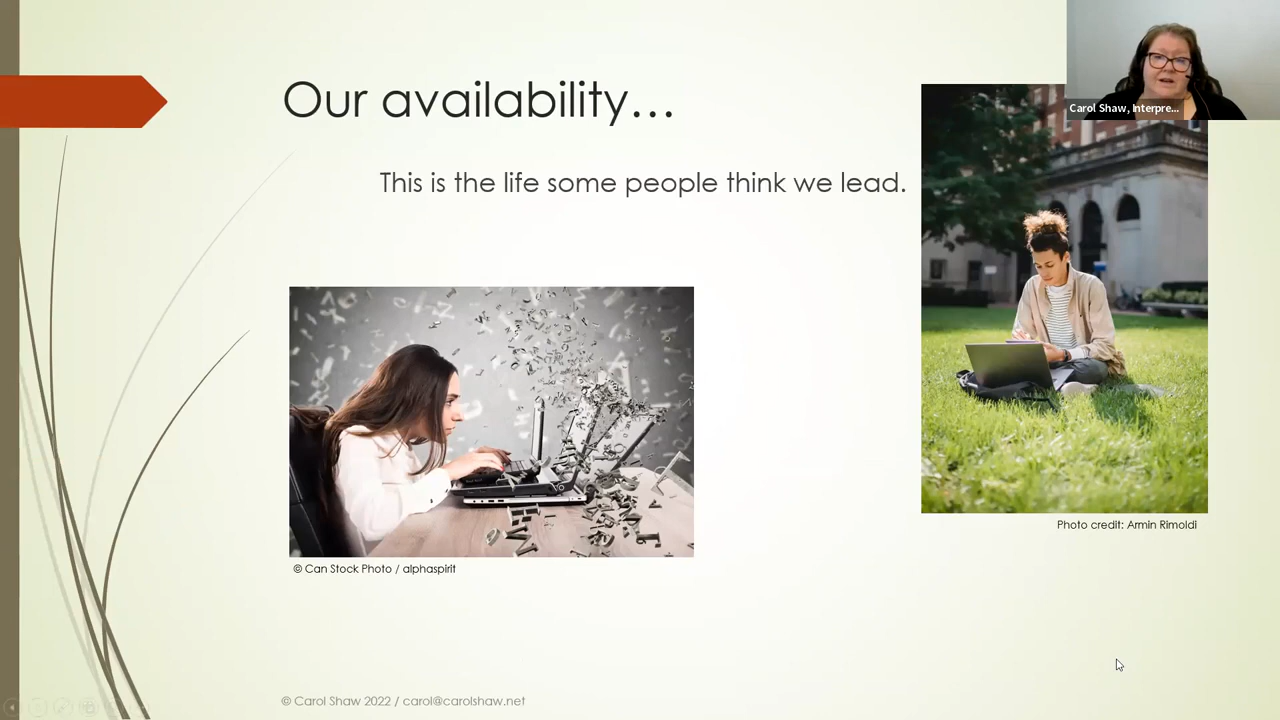 Carol Shaw, Interpre...
Our availability...
This is the life some people think we lead.
Photo credit: Armin Rimoldi
© Can Stock Photo / alphaspirit
© Carol Shaw 2022 / carol@carolshaw.net